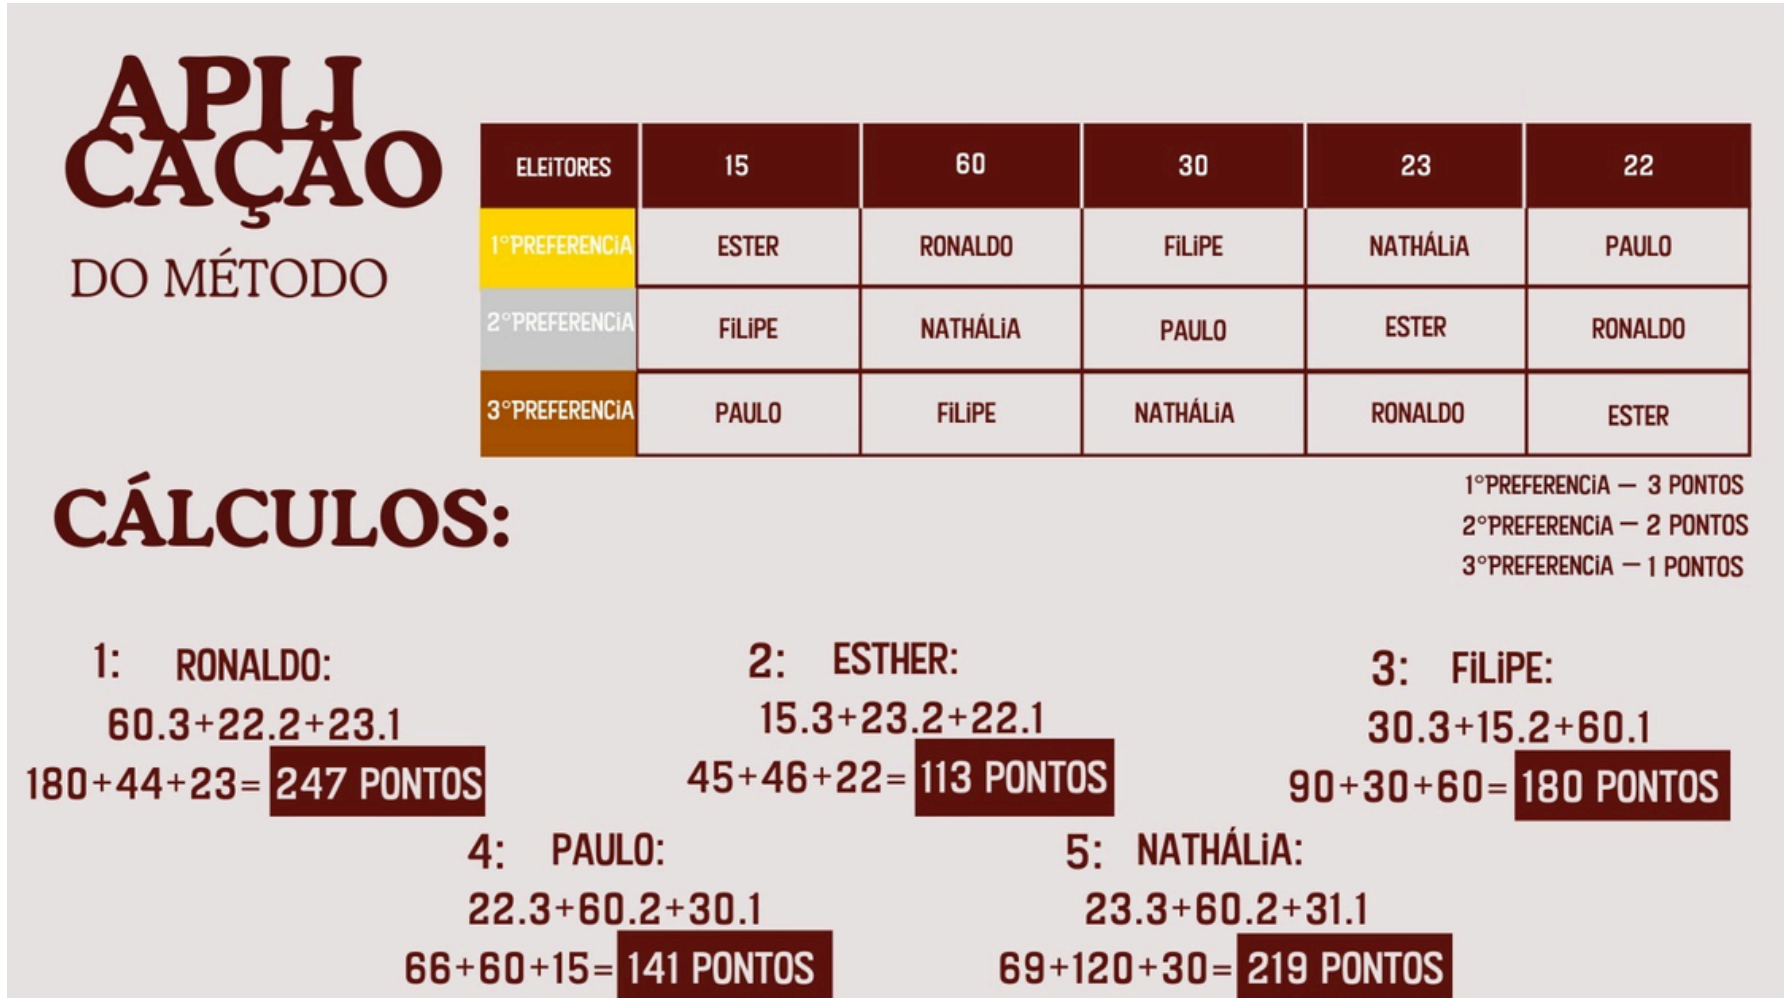 APLI
CAÇÃO
DO MÉTODO
ELEiTORES 15 60 30 23 22
1°PREFERENCiA ESTER RONALDO FiLiPE NATHÁLiA PAULO
2°PREFERENCiA FiLiPE NATHÁLiA PAULO ESTER RONALDO
3°PREFERENCiA PAULO FiLiPE NATHÁLiA RONALDO ESTER
1°PREFERENCiA – 3 PONTOS
2°PREFERENCiA – 2 PONTOS
3°PREFERENCiA – 1 PONTOS
CÁLCULOS:
1: RONALDO:
60.3+22.2+23.1
180+44+23= 247 PONTOS
2: ESTHER:
15.3+23.2+22.1
45+46+22= 113 PONTOS
3: FiLiPE:
30.3+15.2+60.1
90+30+60= 180 PONTOS
4: PAULO:
22.3+60.2+30.1
66+60+15= 141 PONTOS
5: NATHÁLiA:
23.3+60.2+31.1
69+120+30= 219 PONTOS